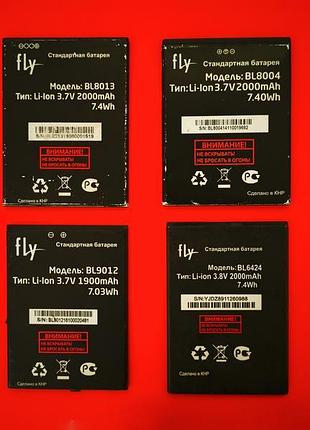 fly
Стандартная батарея
Модель: BL8013
Тип: Li-Ion 3.7V 2000mAh
7.4Wh
ВНИМАНИЕ!
НЕ ВСКРЫВАТЬ!
НЕ БРОСАТЬ В ОГОНЬ!
Сделано в КНР
fly
Стандартная батарея
Модель: BL8004
Тип: Li-Ion 3.7V 2000mAh
7.40Wh
ВНИМАНИЕ!
НЕ ВСКРЫВАТЬ!
НЕ БРОСАТЬ В ОГОНЬ!
Сделано в КНР
fly
Стандартная батарея
Модель: BL9012
Тип: Li-Ion 3.7V 1900mAh
7.03Wh
ВНИМАНИЕ!
НЕ ВСКРЫВАТЬ!
НЕ БРОСАТЬ В ОГОНЬ!
Сделано в КНР
fly
Стандартная батарея
Модель: BL6424
Тип: Li-ion 3.8V 2000mAh
7.4Wh
S/N:YJDZ8911260988
ВНИМАНИЕ!
НЕ ВСКРЫВАТЬ!
НЕ БРОСАТЬ В ОГОНЬ!
Сделано в КНР